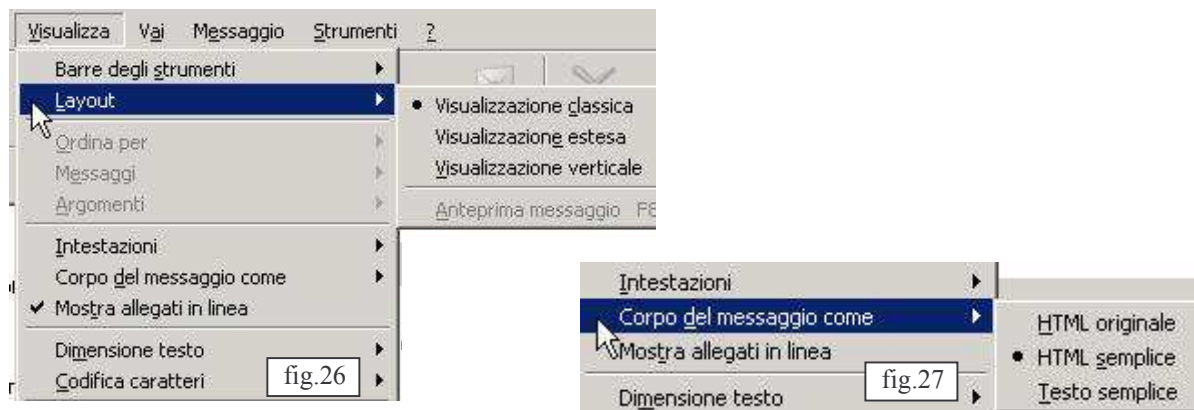 Visualizza Vai Messaggio Strumenti ?
Barre degli strumenti
Layout
Ordina per
Messaggi
Argomenti
Intestazioni
Corpo del messaggio come
Mostra allegati in linea
Dimensione testo
Codifica caratteri
fig.26
Visualizzazione classica
Visualizzazione estesa
Visualizzazione verticale
Anteprima messaggio
Intestazioni
Corpo del messaggio come
Mostra allegati in linea
Dimensione testo
fig.27
HTML originale
HTML semplice
Testo semplice